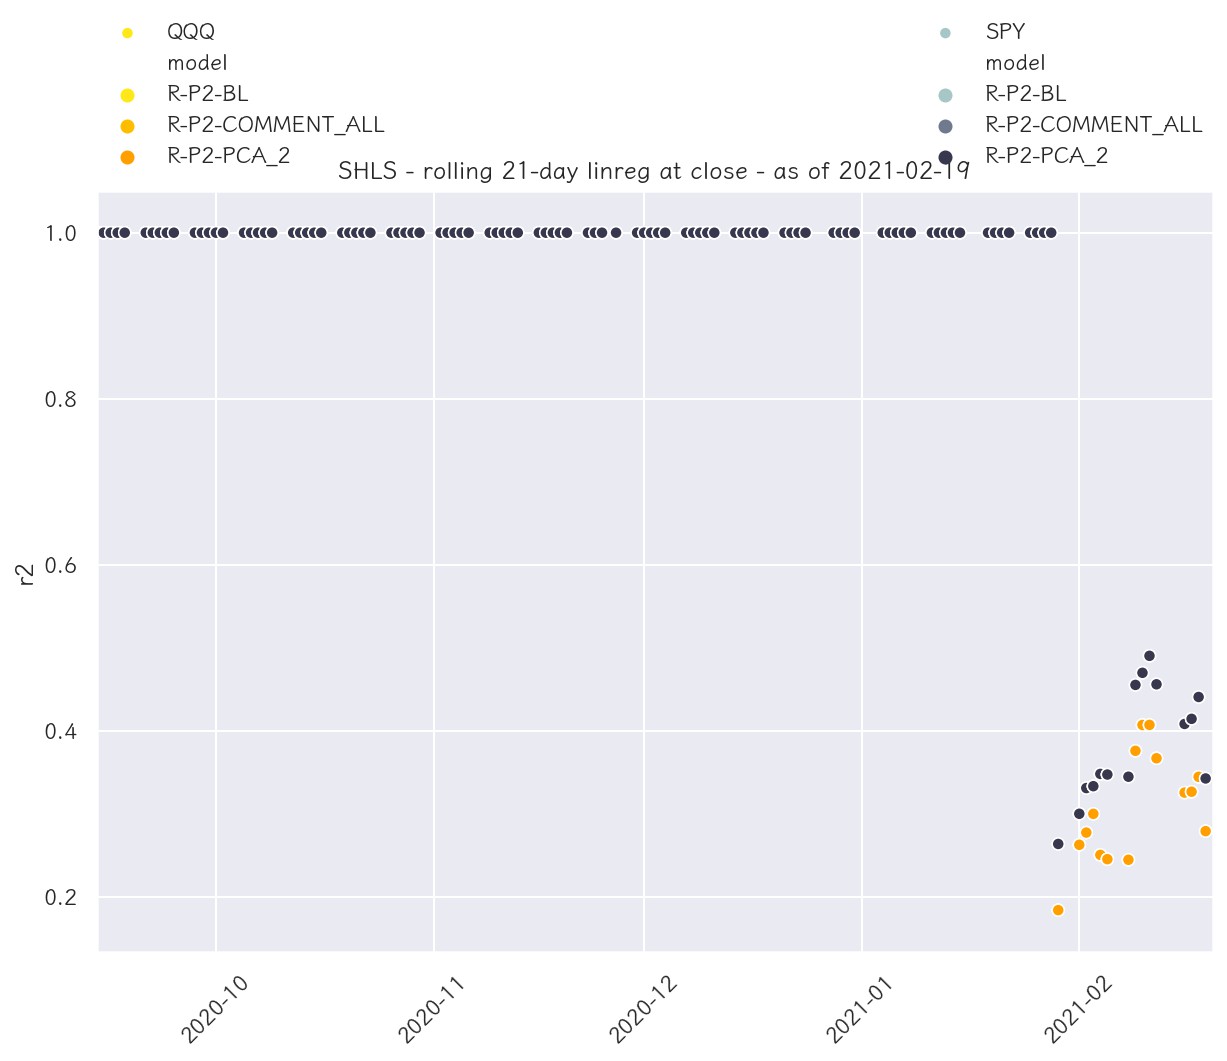 QQQ
model
R-P2-BL
R-P2-COMMENT_ALL
R-P2-PCA_2
SPY
model
R-P2-BL
R-P2-COMMENT_ALL
R-P2-PCA_2
SHLS - rolling 21-day linreg at close - as of 2021-02-19
r2
1.0
0.8
0.6
0.4
0.2
2020-10
2020-11
2020-12
2021-01
2021-02